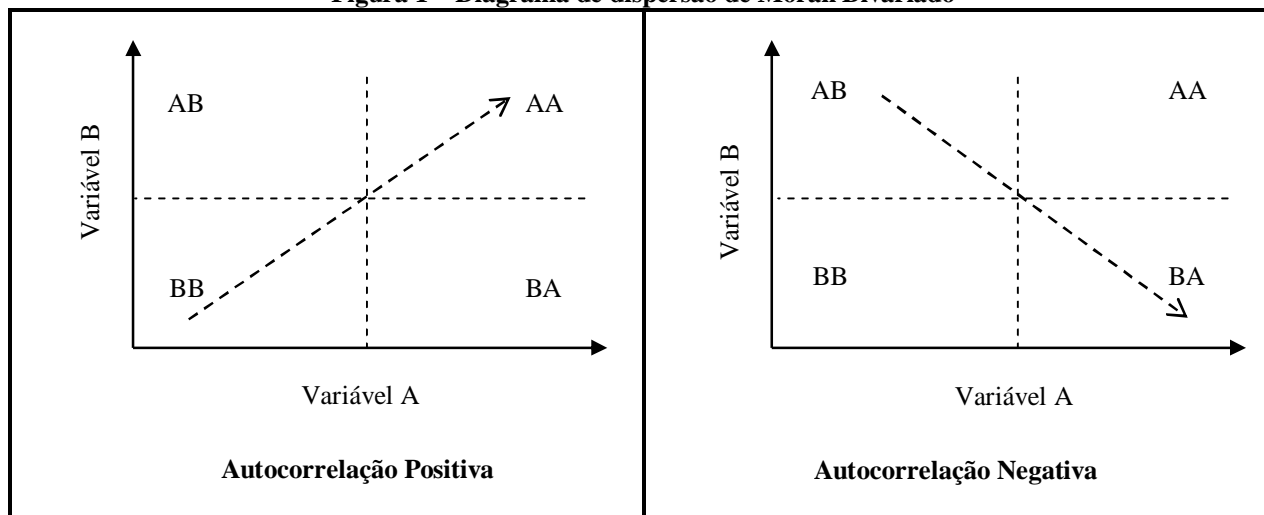 Figura 1 – Diagrama de dispersão de Moran Bivariado
AB
AA
Variável B
BB
BA
Variável A
Autocorrelação Positiva
AB
AA
Variável B
BB
BA
Variável A
Autocorrelação Negativa